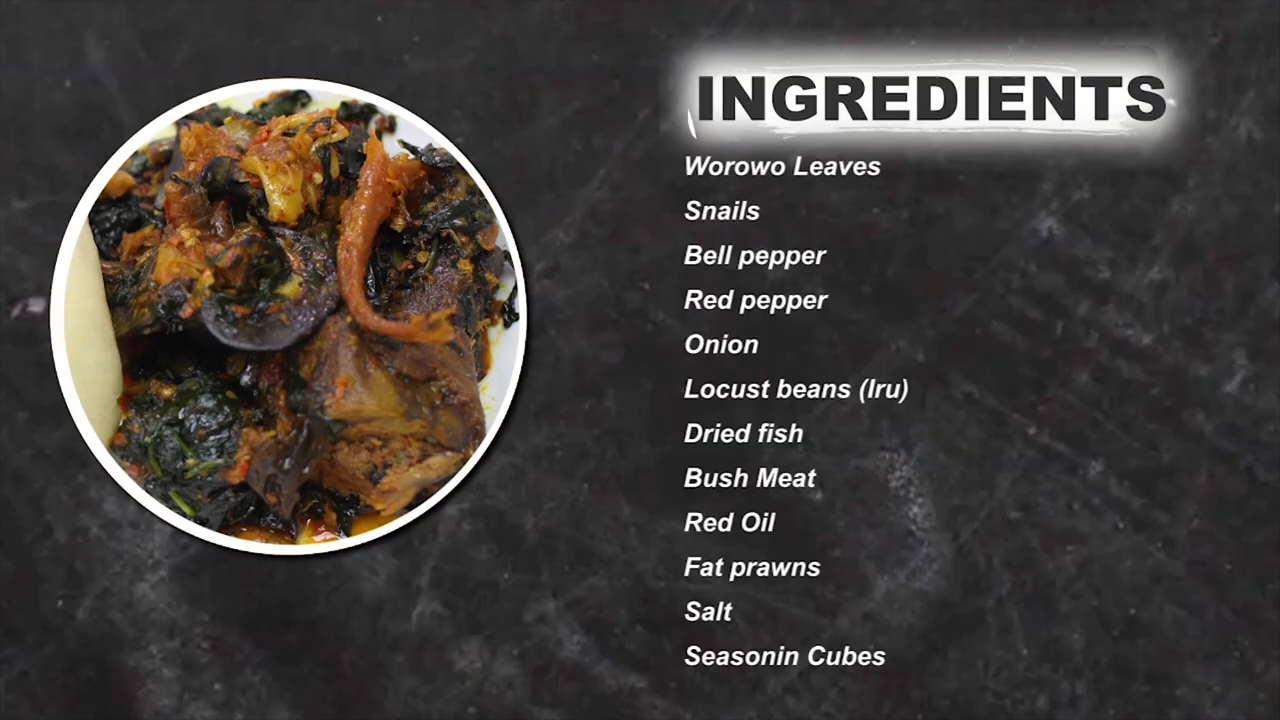 INGREDIENTS
Worowo Leaves
Snails
Bell pepper
Red pepper
Onion
Locust beans (Iru)
Dried fish
Bush Meat
Red Oil
Fat prawns
Salt
Seasonin Cubes